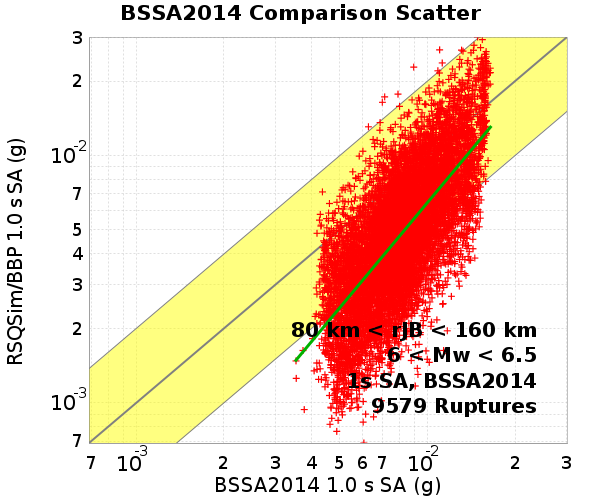 BSSA2014 Comparison Scatter
RSQSim/BBP 1.0 s SA (g)
3
2
10⁻²
7
5
4
3
2
10⁻³
7
80 km < rJB < 160 km
6 < Mw < 6.5
1s SA, BSSA2014
9579 Ruptures
7 10⁻³ 2 3 4 5 6 7 10⁻² 2 3
BSSA2014 1.0 s SA (g)